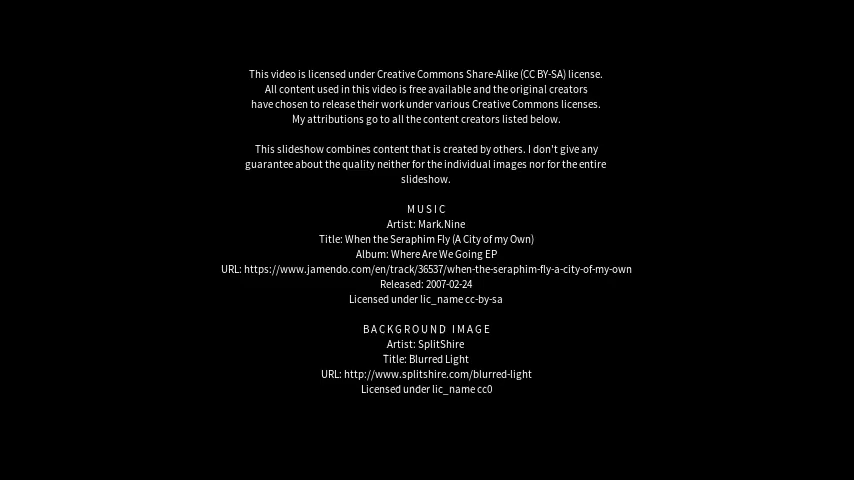 This video is licensed under Creative Commons Share-Alike (CC BY-SA) license.
All content used in this video is free available and the original creators
have chosen to release their work under various Creative Commons licenses.
My attributions go to all the content creators listed below.
This slideshow combines content that is created by others. I don't give any
guarantee about the quality neither for the individual images nor for the entire
slideshow.
MUSIC
Artist: Mark.Nine
Title: When the Seraphim Fly (A City of my Own)
Album: Where Are We Going EP
URL: https://www.jamendo.com/en/track/36537/when-the-seraphim-fly-a-city-of-my-own
Released: 2007-02-24
Licensed under lic_name cc-by-sa
BACKGROUND IMAGE
Artist: SplitShire
Title: Blurred Light
URL: http://www.splitshire.com/blurred-light
Licensed under lic_name cc0